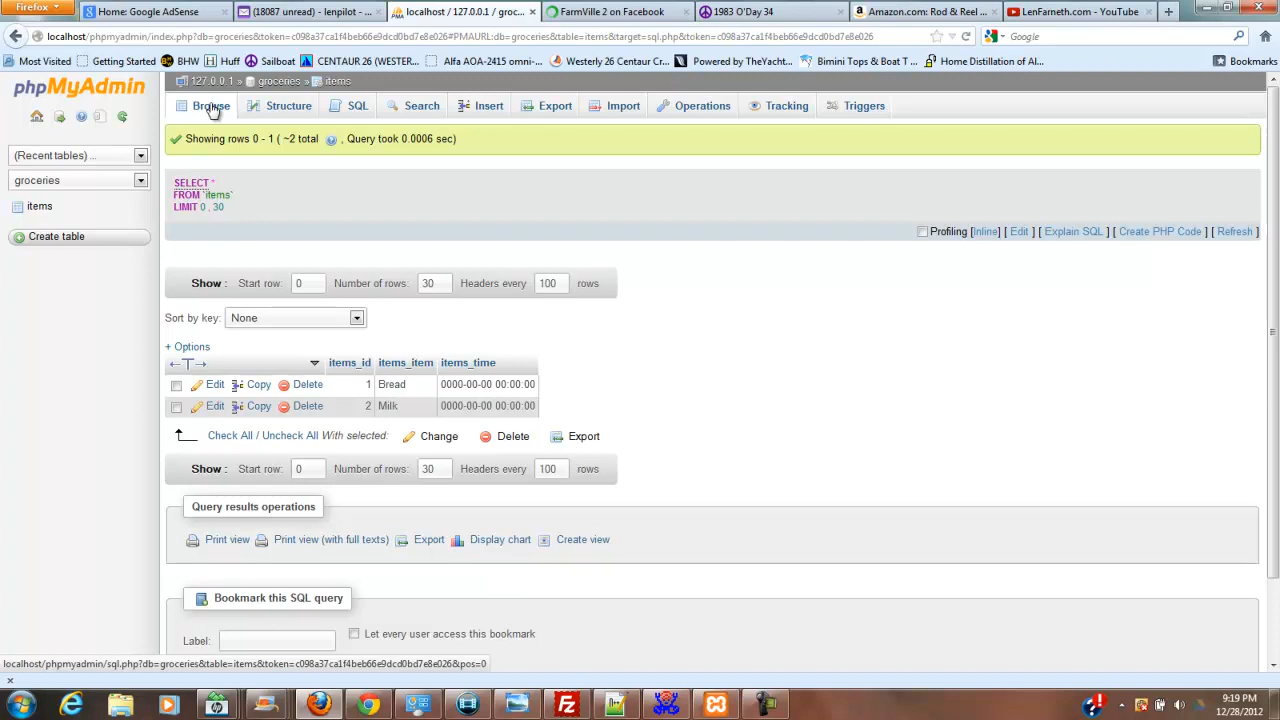 Firefox
Home: Google AdSense
(18087 unread) - lenpilot - ...
localhost/127.0.0.1 / groc...
FarmVille 2 on Facebook
1983 O'Day 34
Amazon.com: Rod & Reel ...
LenFarneth.com - YouTube
localhost/phpmyadmin/index.php?db=groceries&token=c098a37ca1f4beb66e9dcd0bd7e8e026#PMAURL:db=groceries&table=items&target=sql.php&token=c098a37ca1f4beb66e9dcd0bd7e8e026
Google
Most Visited
Getting Started
BHW
Huff
Sailboat
CENTAUR 26 (WESTER...
Alfa AOA-2415 omni-...
Westerly 26 Centaur Cr...
Powered by TheYacht...
Bimini Tops & Boat T...
Home Distillation of Al...
Bookmarks
phpMyAdmin
127.0.0.1 » groceries » items
Browse
Structure
SQL
Search
Insert
Export
Import
Operations
Tracking
Triggers
(Recent tables) ...
groceries
items
Create table
Showing rows 0 - 1 ( ~2 total , Query took 0.0006 sec)
SELECT *
FROM `items`
LIMIT 0 , 30
Profiling [Inline] [ Edit ] [ Explain SQL ] [ Create PHP Code ] [ Refresh ]
Show : Start row: 0 Number of rows: 30 Headers every 100 rows
Sort by key: None
+ Options
←T→ items_id items_item items_time
Edit Copy Delete 1 Bread 0000-00-00 00:00:00
Edit Copy Delete 2 Milk 0000-00-00 00:00:00
Check All / Uncheck All With selected: Change Delete Export
Show : Start row: 0 Number of rows: 30 Headers every 100 rows
Query results operations
Print view Print view (with full texts) Export Display chart Create view
Bookmark this SQL query
Label: Let every user access this bookmark
localhost/phpmyadmin/sql.php?db=groceries&table=items&token=c098a37ca1f4beb66e9dcd0bd7e8e026&pos=0
9:19 PM
12/28/2012